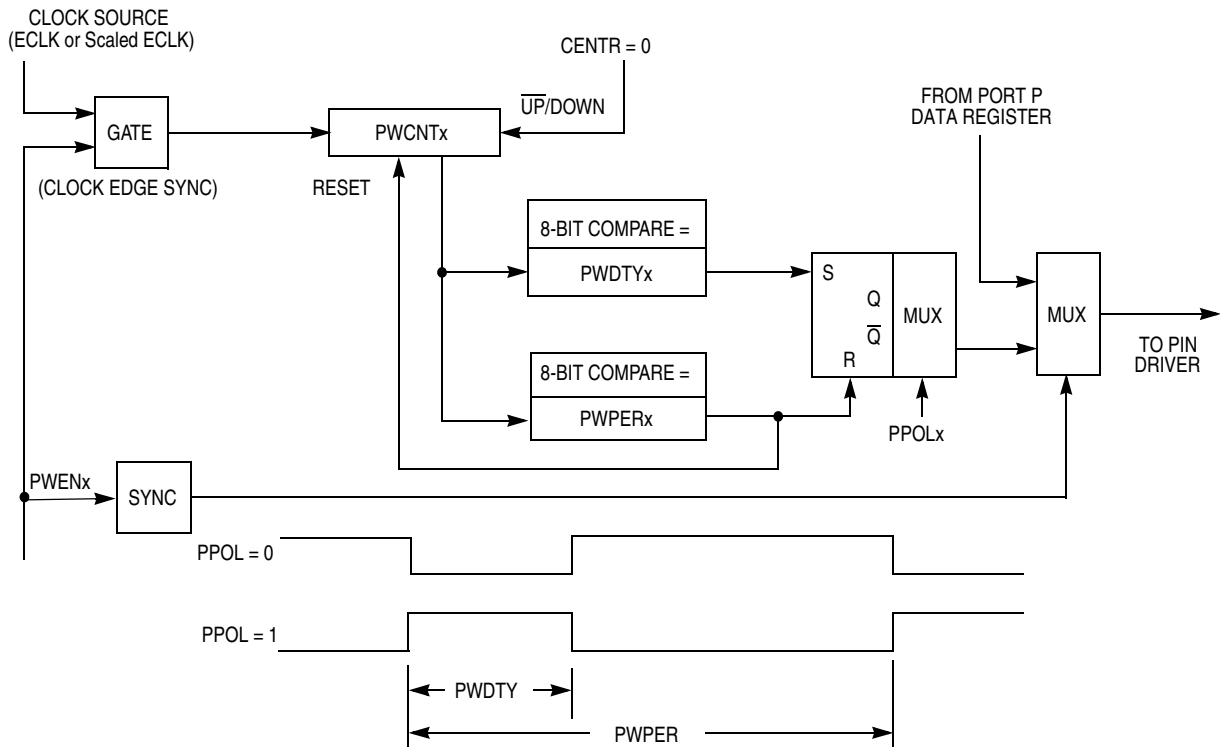 CLOCK SOURCE
(ECLK or Scaled ECLK)
CENTR = 0
U̅P̅/DOWN
FROM PORT P
DATA REGISTER
GATE
PWCNTx
(CLOCK EDGE SYNC)
RESET
8-BIT COMPARE =
PWDTYx
S
Q
Q̅
R
MUX
MUX
TO PIN
DRIVER
8-BIT COMPARE =
PWPERx
PPOLx
PWENx
SYNC
PPOL = 0
PPOL = 1
PWDTY
PWPER